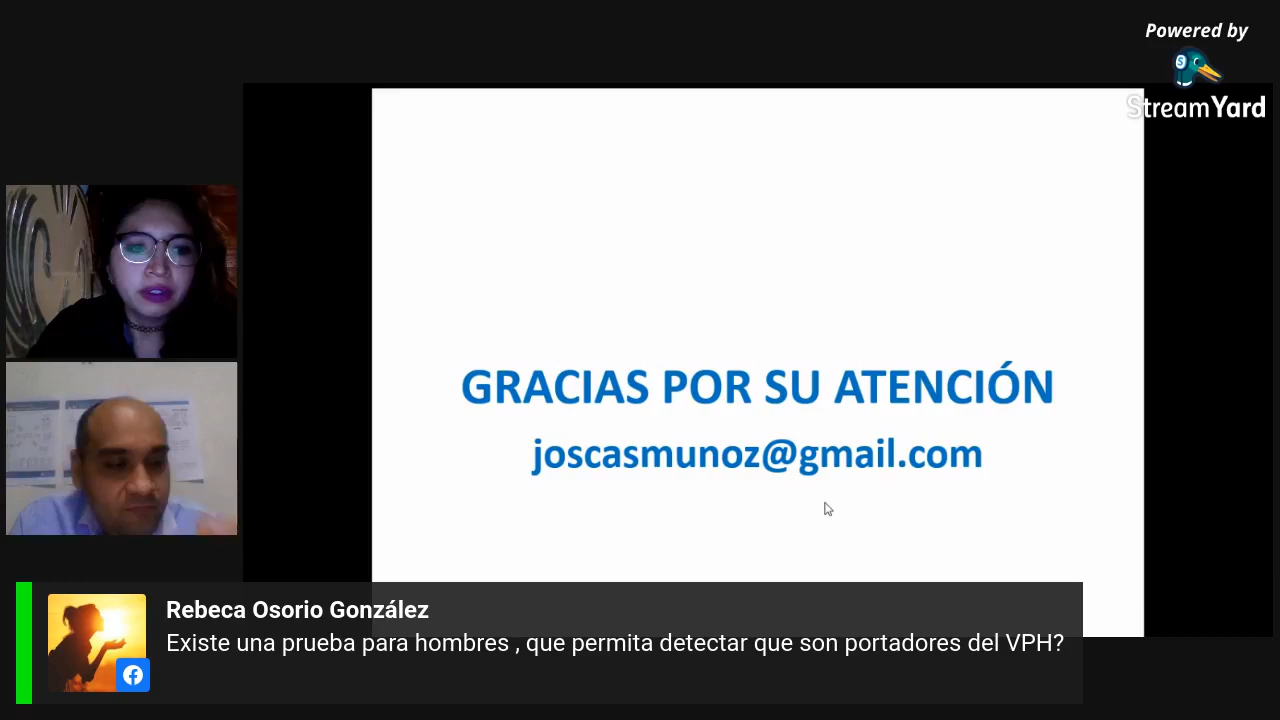 Powered by
StreamYard
GRACIAS POR SU ATENCIÓN
joscasmunoz@gmail.com
Rebeca Osorio González
Existe una prueba para hombres , que permita detectar que son portadores del VPH?